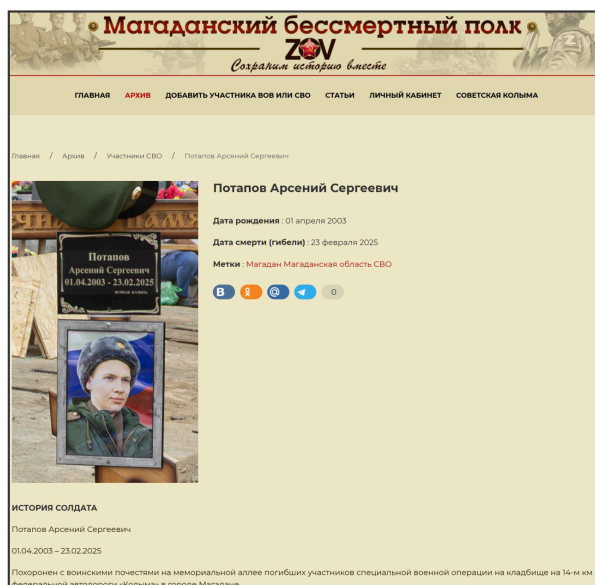 Магаданский бессмертный полк
ZOV
Сохраним историю вместе
ГЛАВНАЯ АРХИВ ДОБАВИТЬ УЧАСТНИКА ВОВ ИЛИ СВО СТАТЬИ ЛИЧНЫЙ КАБИНЕТ СОВЕТСКАЯ КОЛЫМА
Главная / Архив / Участники СВО / Потапов Арсений Сергеевич
Потапов Арсений Сергеевич
Дата рождения : 01 апреля 2003
Дата смерти (гибели) : 23 февраля 2025
Метки : Магадан Магаданская область СВО
0
Потапов
Арсений Сергеевич
01.04.2003 - 23.02.2025
ВЕЧНАЯ ПАМЯТЬ
ИСТОРИЯ СОЛДАТА
Потапов Арсений Сергеевич
01.04.2003 – 23.02.2025
Похоронен с воинскими почестями на мемориальной аллее погибших участников специальной военной операции на кладбище на 14-м км
федеральной автодороги «Колыма» в городе Магадане